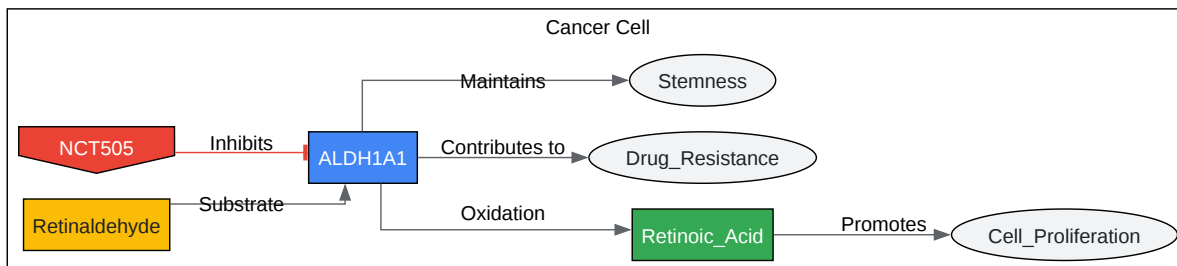 Cancer Cell
Maintains
Stemness
NCT505
Inhibits
ALDH1A1
Contributes to
Drug_Resistance
Retinaldehyde
Substrate
Oxidation
Retinoic_Acid
Promotes
Cell_Proliferation